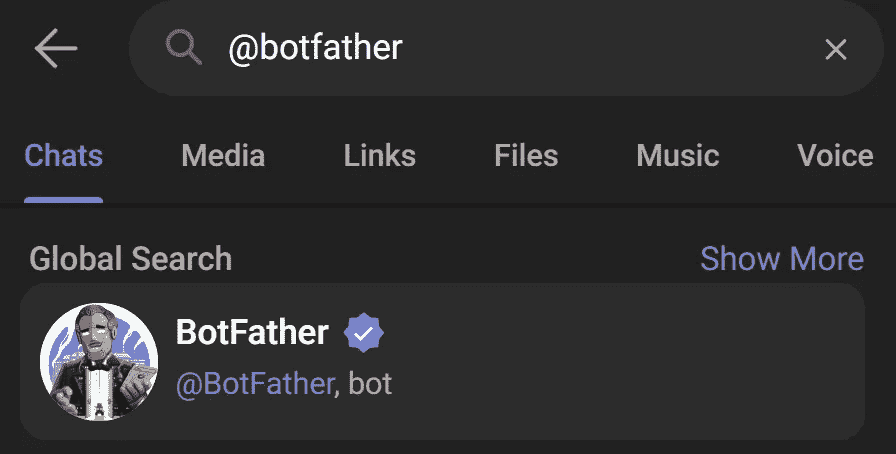 @botfather
Chats Media Links Files Music Voice
Global Search Show More
BotFather
@BotFather, bot